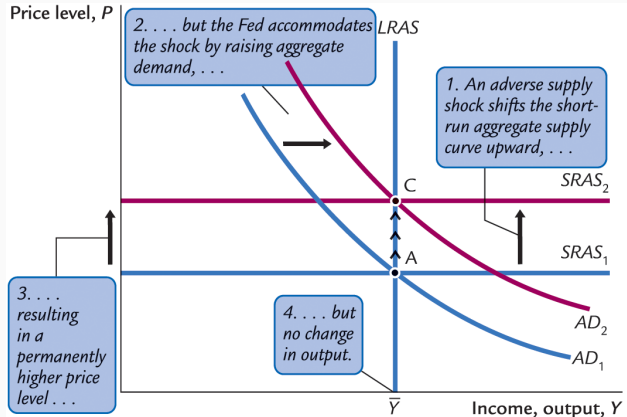 Price level, P
2. . . . but the Fed accommodates
the shock by raising aggregate
demand, . . .
LRAS
1. An adverse supply
shock shifts the short-
run aggregate supply
curve upward, . . .
C
SRAS2
A
SRAS1
3. . . .
resulting
in a
permanently
higher price
level . . .
4. . . . but
no change
in output.
AD2
AD1
Y̅
Income, output, Y